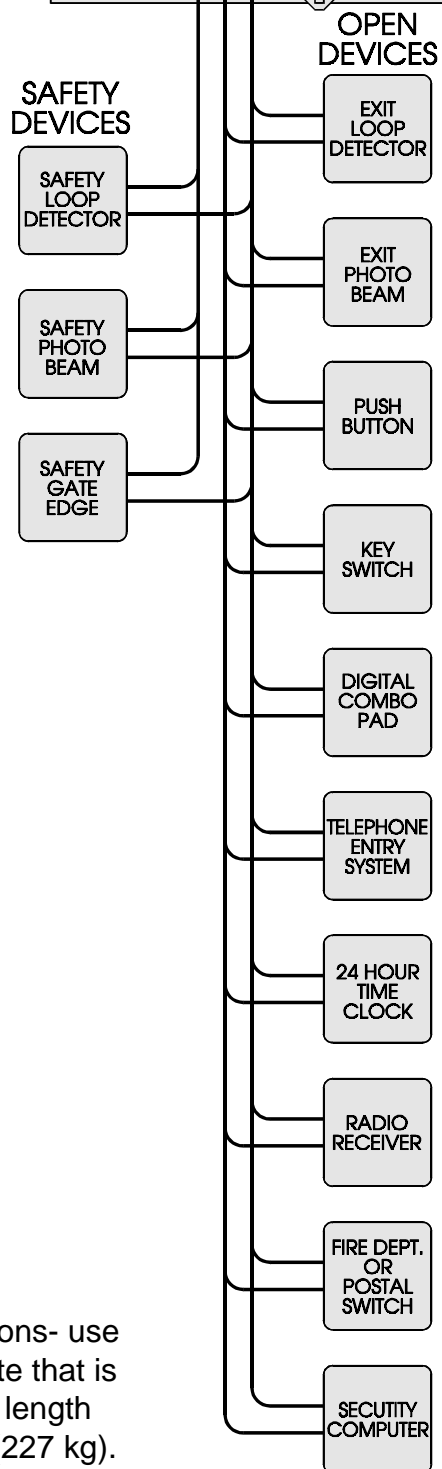 OPEN
DEVICES
SAFETY
DEVICES
EXIT
LOOP
DETECTOR
SAFETY
LOOP
DETECTOR
EXIT
PHOTO
BEAM
SAFETY
PHOTO
BEAM
PUSH
BUTTON
SAFETY
GATE
EDGE
KEY
SWITCH
DIGITAL
COMBO
PAD
TELEPHONE
ENTRY
SYSTEM
24 HOUR
TIME
CLOCK
RADIO
RECEIVER
FIRE DEPT.
OR
POSTAL
SWITCH
SECUTITY
COMPUTER
ons- use
te that is
length
227 kg).